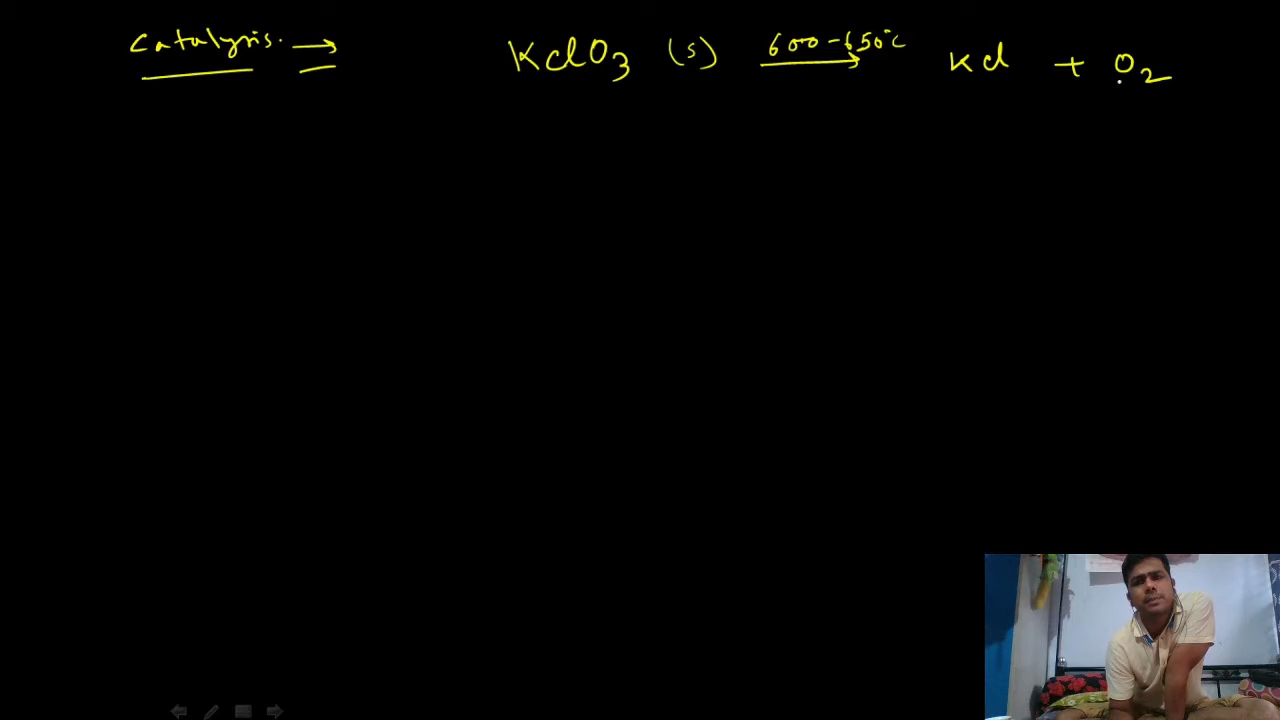 Catalysis. → KClO3 (s) 600-650°C → KCl + O2